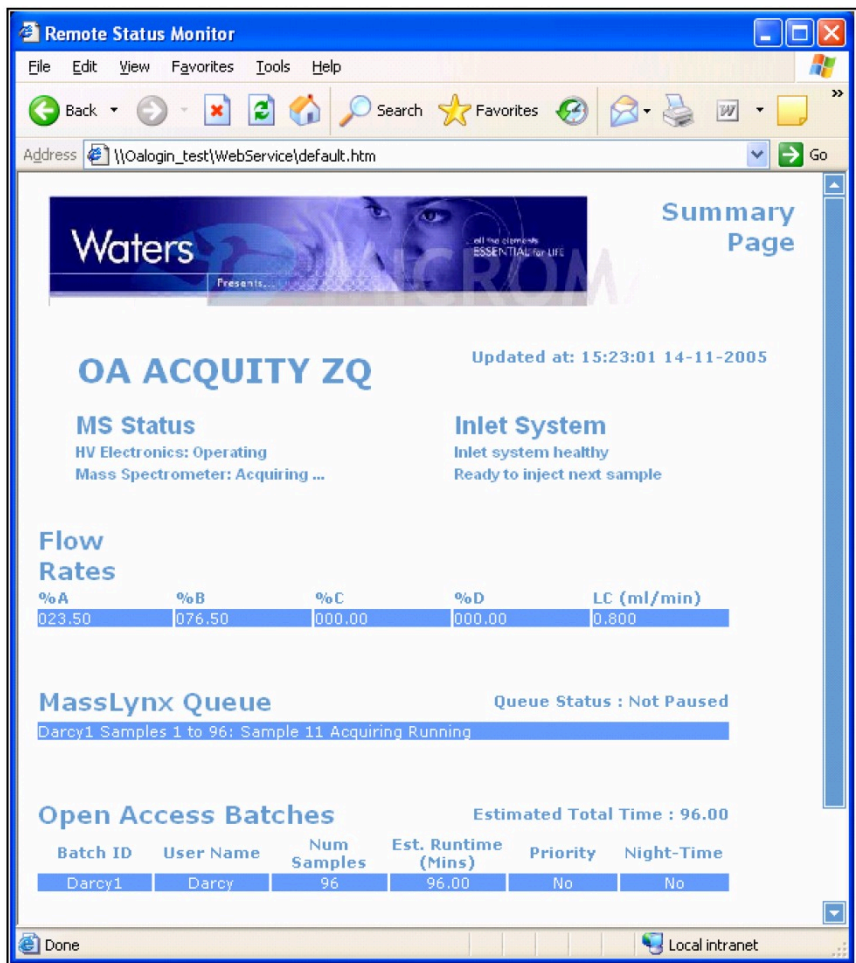 Remote Status Monitor
File Edit View Favorites Tools Help
Back Search Favorites »
Address \\Oalogin_test\WebService\default.htm Go
Waters
Presents...
...all the elements
ESSENTIAL for LIFE
MICROM
Summary
Page
OA ACQUITY ZQ
Updated at: 15:23:01 14-11-2005
MS Status
HV Electronics: Operating
Mass Spectrometer: Acquiring ...
Inlet System
Inlet system healthy
Ready to inject next sample
Flow
Rates
%A %B %C %D LC (ml/min)
023.50 076.50 000.00 000.00 0.800
MassLynx Queue
Queue Status : Not Paused
Darcy1 Samples 1 to 96: Sample 11 Acquiring Running
Open Access Batches
Estimated Total Time : 96.00
Batch ID User Name Num Samples Est. Runtime (Mins) Priority Night-Time
Darcy1 Darcy 96 96.00 No No
Done Local intranet